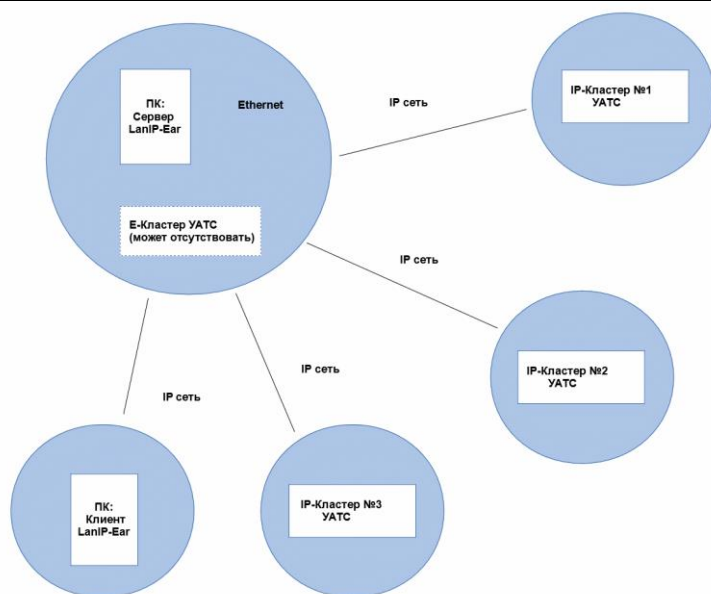 ПК:
Сервер
LanIP-Ear
Ethernet
Е-Кластер УАТС
(может отсутствовать)
IP сеть
IP-Кластер №1
УАТС
IP сеть
IP-Кластер №2
УАТС
IP сеть
IP-Кластер №3
УАТС
IP сеть
ПК:
Клиент
LanIP-Ear